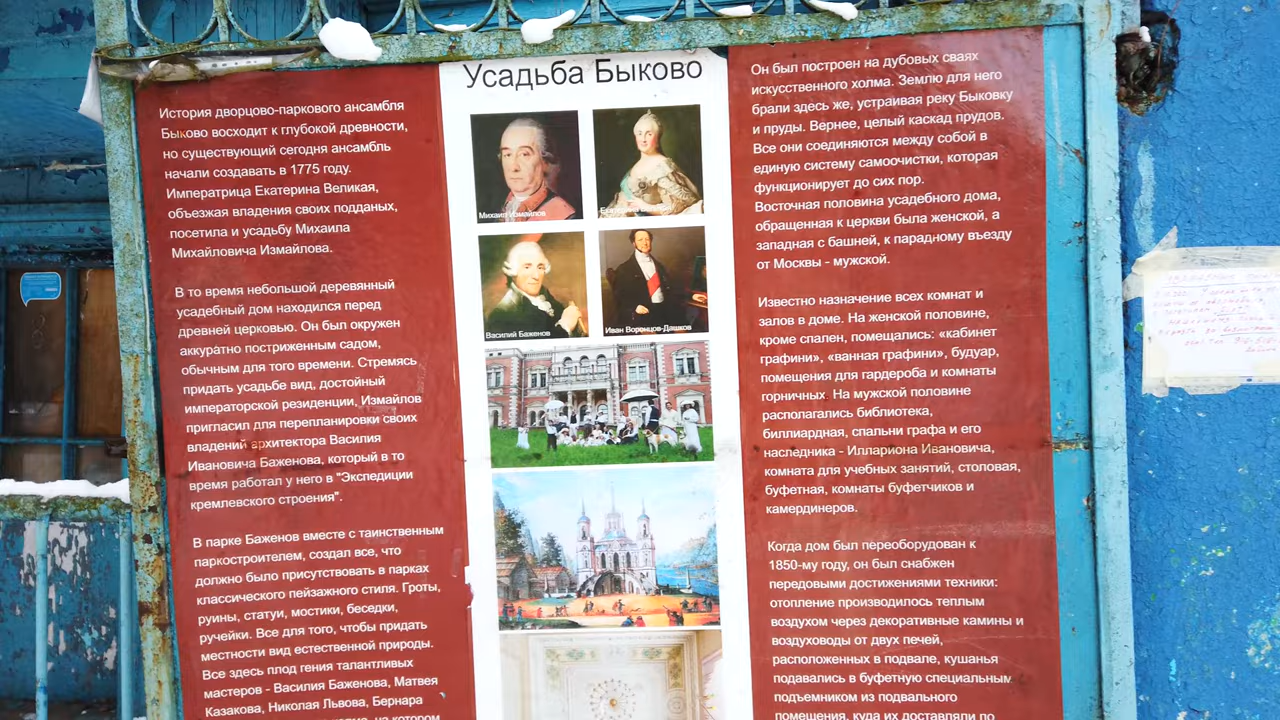 Усадьба Быково
История дворцово-паркового ансамбля
Быково восходит к глубокой древности,
но существующий сегодня ансамбль
начали создавать в 1775 году.
Императрица Екатерина Великая,
объезжая владения своих подданых,
посетила и усадьбу Михаила
Михайловича Измайлова.
В то время небольшой деревянный
усадебный дом находился перед
древней церковью. Он был окружен
аккуратно постриженным садом,
обычным для того времени. Стремясь
придать усадьбе вид, достойный
императорской резиденции, Измайлов
пригласил для перепланировки своих
владений архитектора Василия
Ивановича Баженова, который в то
время работал у него в "Экспедиции
кремлевского строения".
В парке Баженов вместе с таинственным
паркостроителем, создал все, что
должно было присутствовать в парках
классического пейзажного стиля. Гроты,
руины, статуи, мостики, беседки,
ручейки. Все для того, чтобы придать
местности вид естественной природы.
Все здесь плод гения талантливых
мастеров - Василия Баженова, Матвея
Казакова, Николая Львова, Бернара
на котором
Михаил Измайлов
Василий Баженов
Иван Воронцов-Дашков
Он был построен на дубовых сваях
искусственного холма. Землю для него
брали здесь же, устраивая реку Быковку
и пруды. Вернее, целый каскад прудов.
Все они соединяются между собой в
единую систему самоочистки, которая
функционирует до сих пор.
Восточная половина усадебного дома,
обращенная к церкви была женской, а
западная с башней, к парадному въезду
от Москвы - мужской.
Известно назначение всех комнат и
залов в доме. На женской половине,
кроме спален, помещались: «кабинет
графини», «ванная графини», будуар,
помещения для гардероба и комнаты
горничных. На мужской половине
располагались библиотека,
биллиардная, спальни графа и его
наследника - Иллариона Ивановича,
комната для учебных занятий, столовая,
буфетная, комнаты буфетчиков и
камердинеров.
Когда дом был переоборудован к
1850-му году, он был снабжен
передовыми достижениями техники:
отопление производилось теплым
воздухом через декоративные камины и
воздуховоды от двух печей,
расположенных в подвале, кушанья
подавались в буфетную специальным
подъемником из подвального
помещения, куда их доставляли по